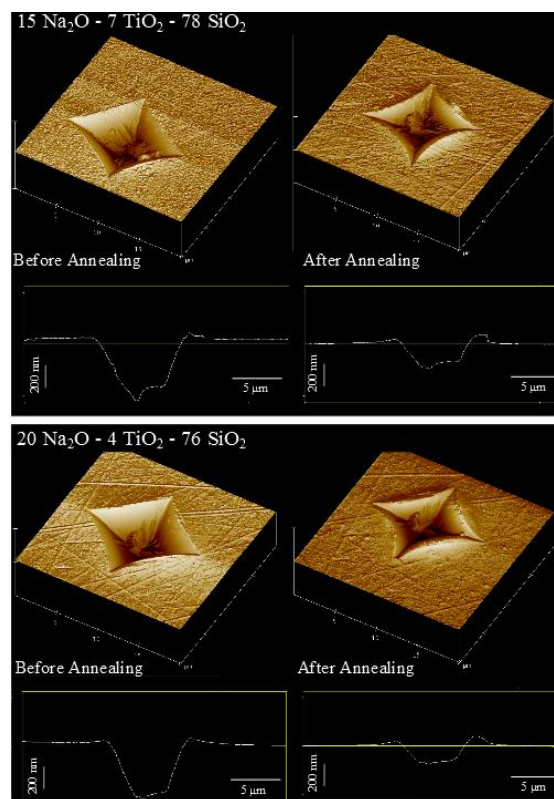 15 Na₂O - 7 TiO₂ - 78 SiO₂
Before Annealing
After Annealing
200 nm
5 μm
200 nm
5 μm
20 Na₂O - 4 TiO₂ - 76 SiO₂
Before Annealing
After Annealing
200 nm
5 μm
200 nm
5 μm